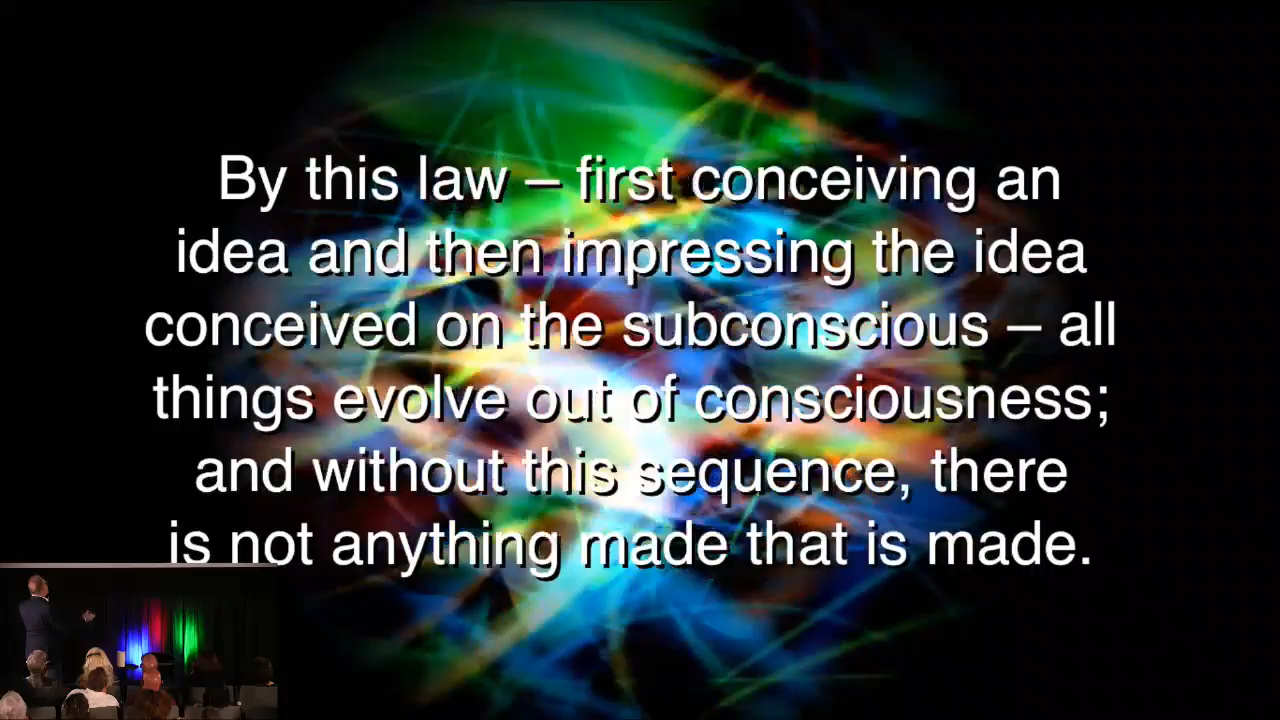 By this law – first conceiving an
idea and then impressing the idea
conceived on the subconscious – all
things evolve out of consciousness;
and without this sequence, there
is not anything made that is made.